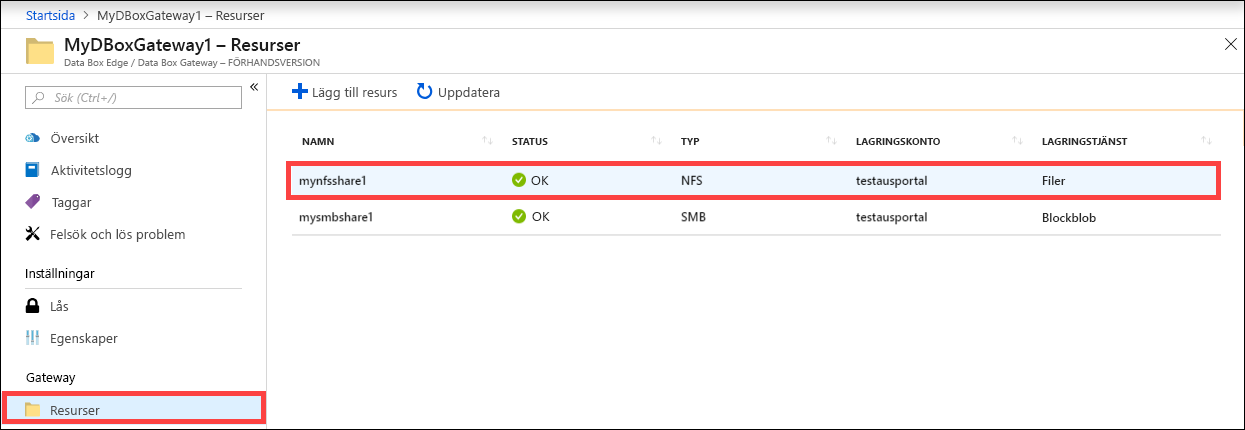 Startsida > MyDBoxGateway1 – Resurser
MyDBoxGateway1 – Resurser
Data Box Edge / Data Box Gateway – FÖRHANDSVERSION
Sök (Ctrl+/)
«
Översikt
Aktivitetslogg
Taggar
Felsök och lös problem
Inställningar
Lås
Egenskaper
Gateway
Resurser
Lägg till resurs Uppdatera
NAMN STATUS TYP LAGRINGSKONTO LAGRINGSTJÄNST
mynfsshare1 OK NFS testausportal Filer
mysmbshare1 OK SMB testausportal Blockblob